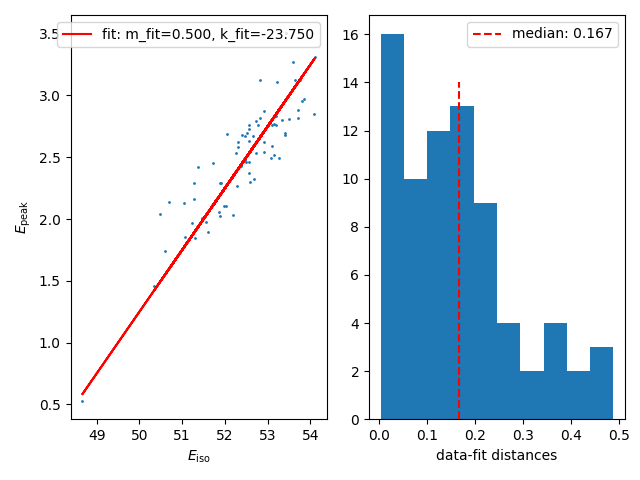 fit: m_fit=0.500, k_fit=-23.750
3.5
3.0
2.5
2.0
1.5
1.0
0.5
E_peak
49 50 51 52 53 54
E_iso
median: 0.167
16
14
12
10
8
6
4
2
0
0.0 0.1 0.2 0.3 0.4 0.5
data-fit distances